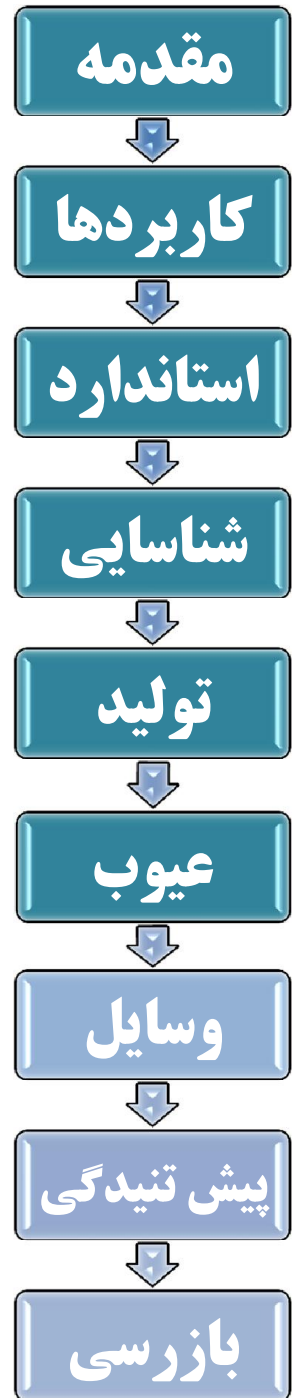 مقدمه
کاربردها
استاندارد
شناسایی
تولید
عیوب
وسایل
پیش تنیدگی
بازرسی